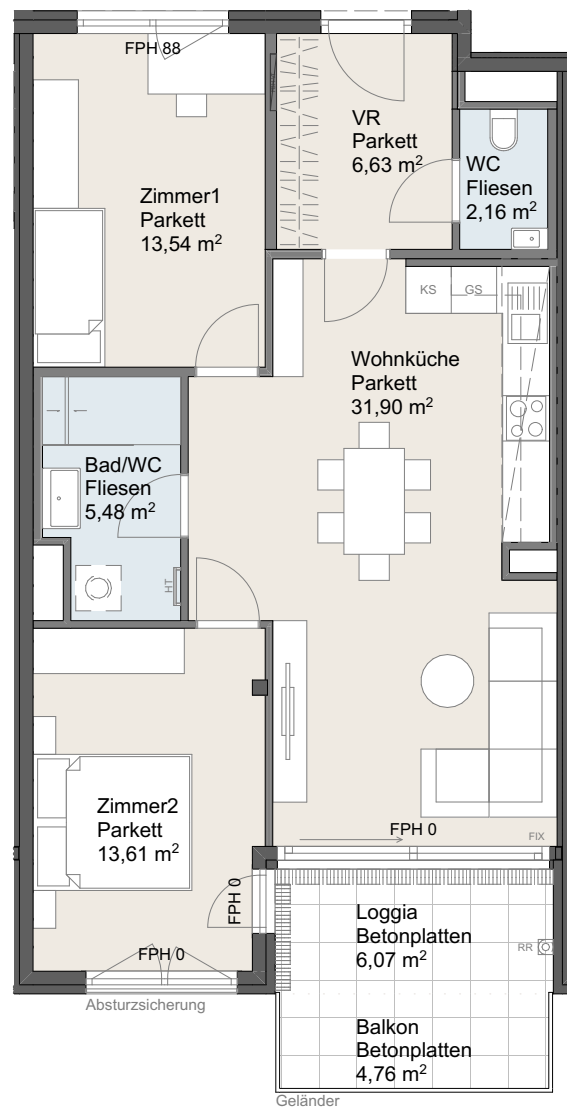 FPH 88
VR
Parkett
6,63 m²
WC
Fliesen
2,16 m²
Zimmer1
Parkett
13,54 m²
KS
GS
Wohnküche
Parkett
31,90 m²
Bad/WC
Fliesen
5,48 m²
HT
Zimmer2
Parkett
13,61 m²
FPH 0
FIX
FPH 0
FPH 0
Loggia
Betonplatten
6,07 m²
RR
Absturzsicherung
Balkon
Betonplatten
4,76 m²
Geländer